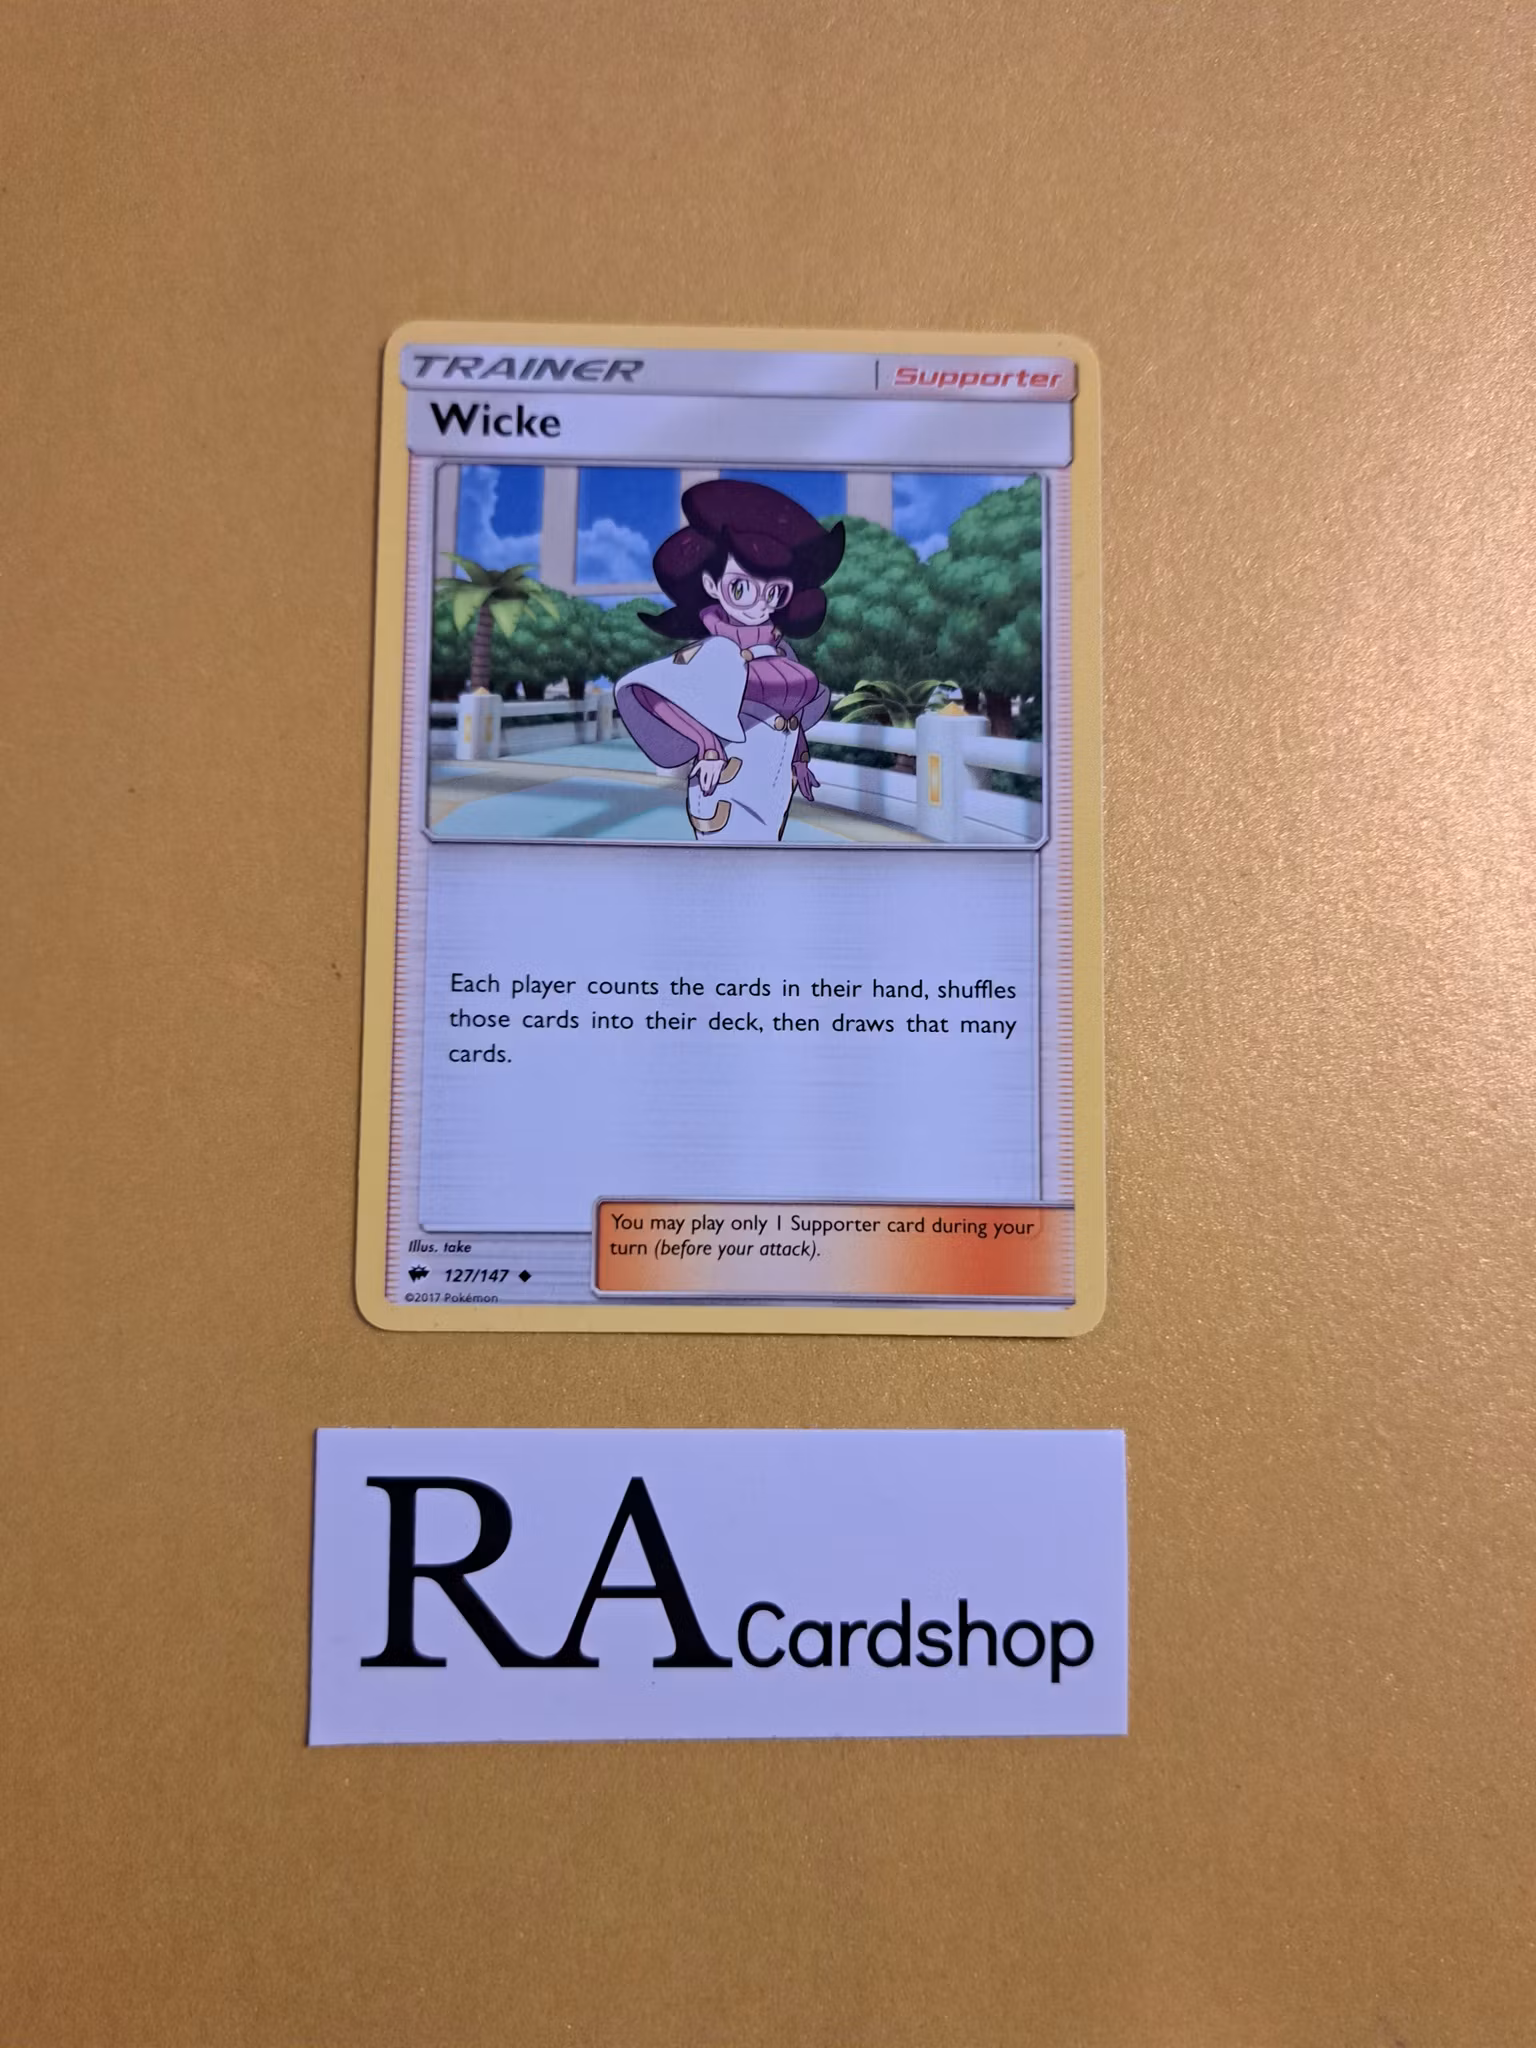 TRAINER
Supporter
Wicke
Each player counts the cards in their hand, shuffles
those cards into their deck, then draws that many
cards.
You may play only 1 Supporter card during your
turn (before your attack).
Illus. take
127/147 ◆
©2017 Pokémon
RA Cardshop